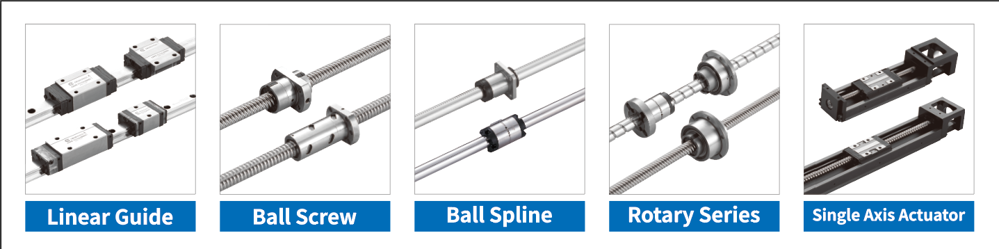 Linear Guide
Ball Screw
Ball Spline
Rotary Series
Single Axis Actuator